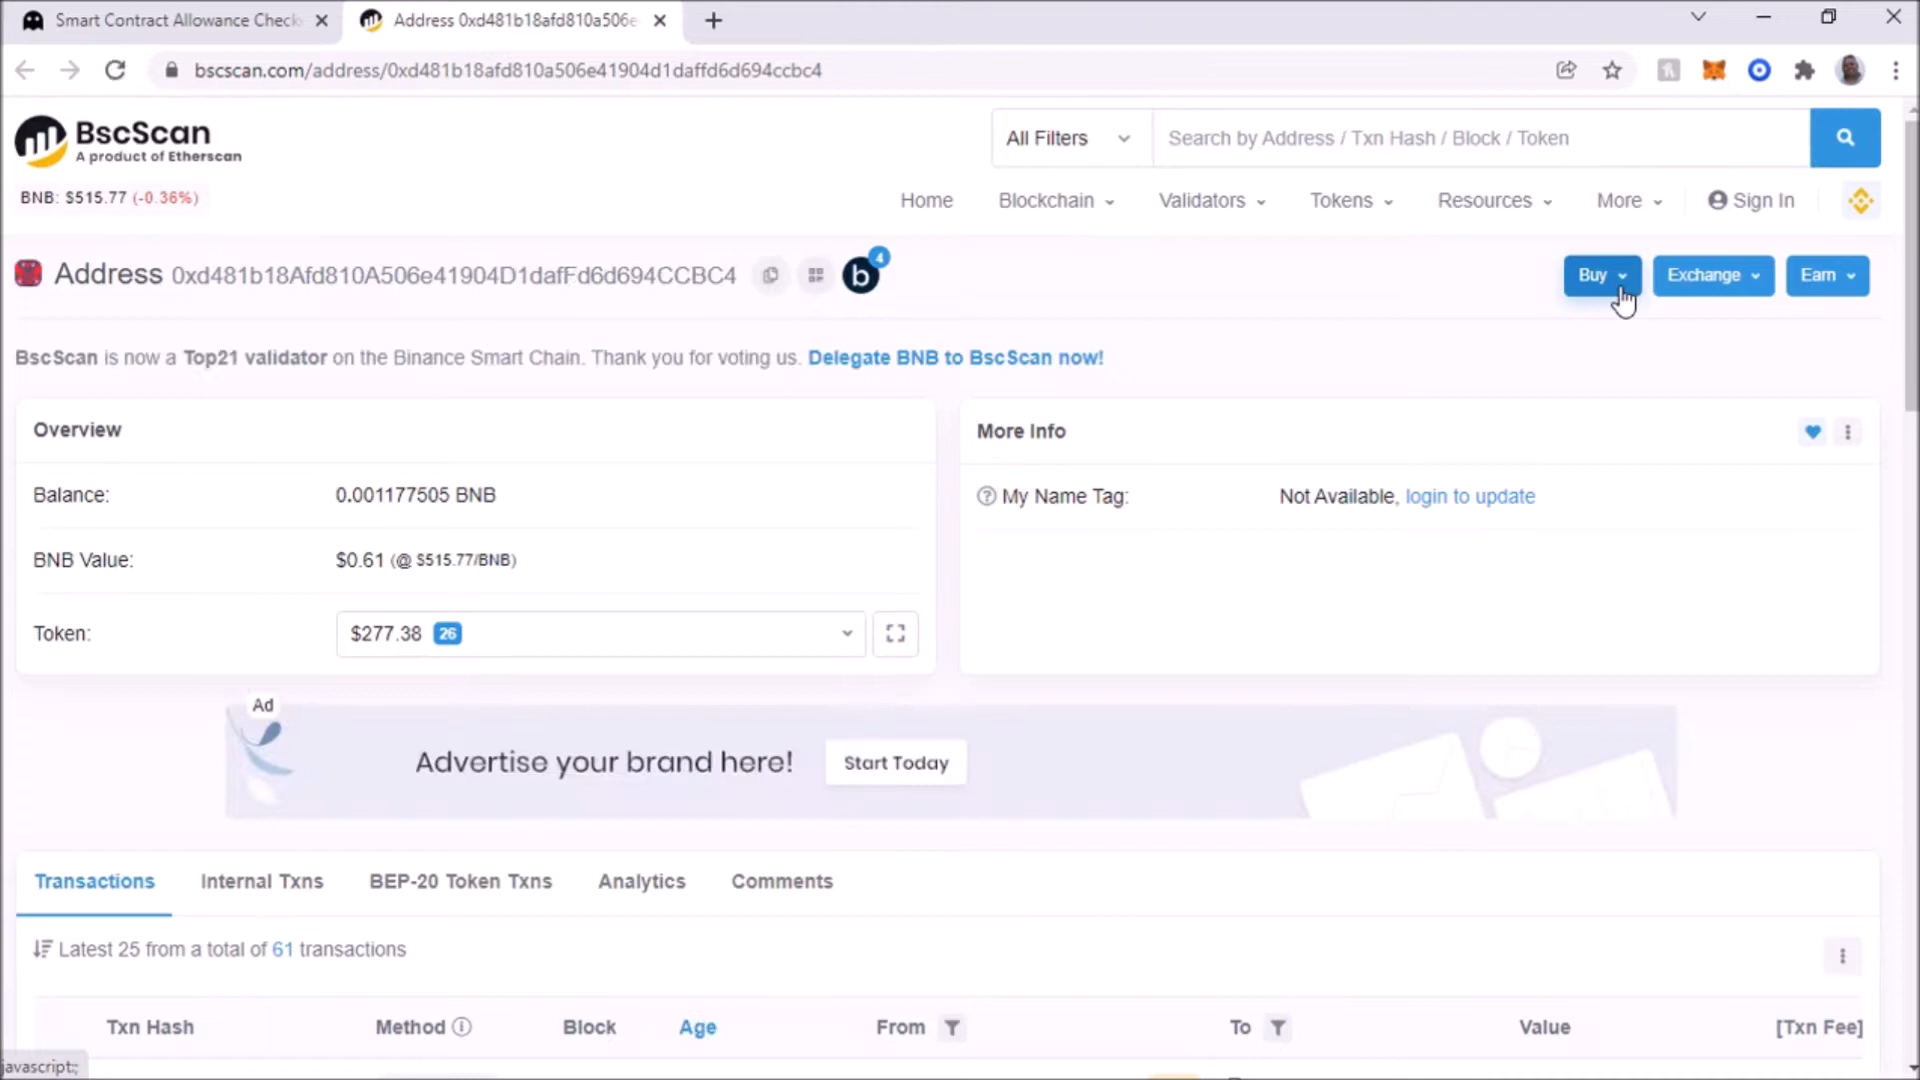 Smart Contract Allowance Check
Address 0xd481b18afd810a506e
bscscan.com/address/0xd481b18afd810a506e41904d1daffd6d694ccbc4
BscScan
A product of Etherscan
All Filters
Search by Address / Txn Hash / Block / Token
BNB: $515.77 (-0.36%)
Home Blockchain Validators Tokens Resources More Sign In
Address 0xd481b18Afd810A506e41904D1dafFd6d694CCBC4
b 4
Buy Exchange Earn
BscScan is now a Top21 validator on the Binance Smart Chain. Thank you for voting us. Delegate BNB to BscScan now!
Overview
Balance: 0.001177505 BNB
BNB Value: $0.61 (@ $515.77/BNB)
Token: $277.38 26
More Info
My Name Tag: Not Available, login to update
Ad
Advertise your brand here! Start Today
Transactions Internal Txns BEP-20 Token Txns Analytics Comments
Latest 25 from a total of 61 transactions
Txn Hash Method Block Age From To Value [Txn Fee]
javascript:;